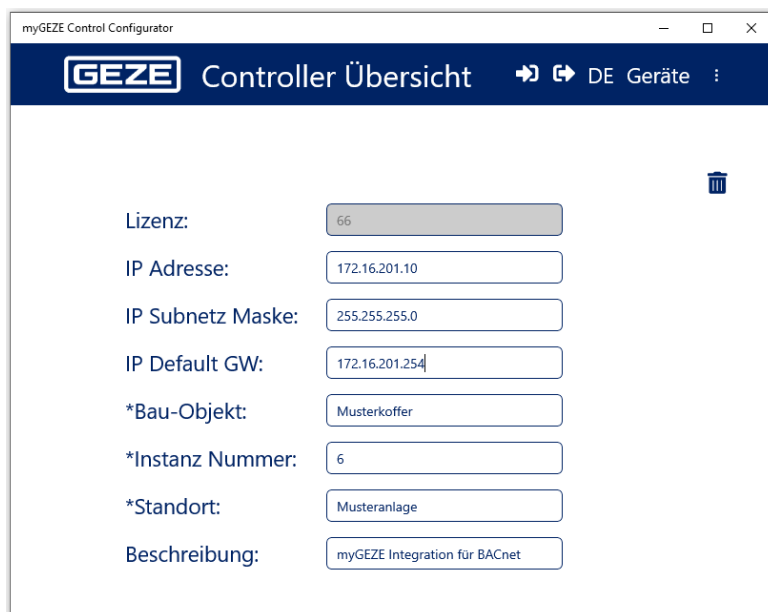 myGEZE Control Configurator
GEZE Controller Übersicht DE Geräte
Lizenz: 66
IP Adresse: 172.16.201.10
IP Subnetz Maske: 255.255.255.0
IP Default GW: 172.16.201.254
*Bau-Objekt: Musterkoffer
*Instanz Nummer: 6
*Standort: Musteranlage
Beschreibung: myGEZE Integration für BACnet